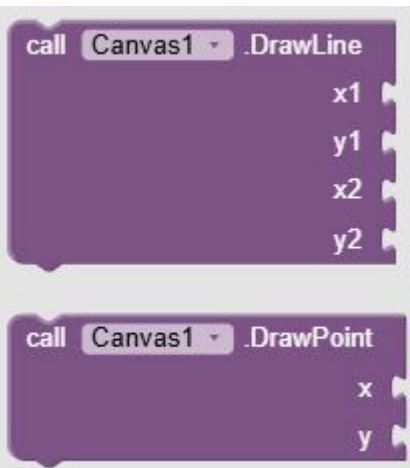 call Canvas1 .DrawLine
x1
y1
x2
y2
call Canvas1 .DrawPoint
x
y